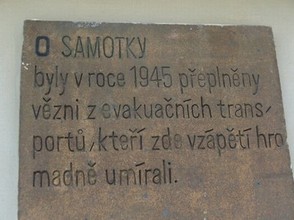 O SAMOTKY
byly v roce 1945 přeplněny
vězni z evakuačních trans-
portů, kteří zde vzápětí hro
madně umírali.